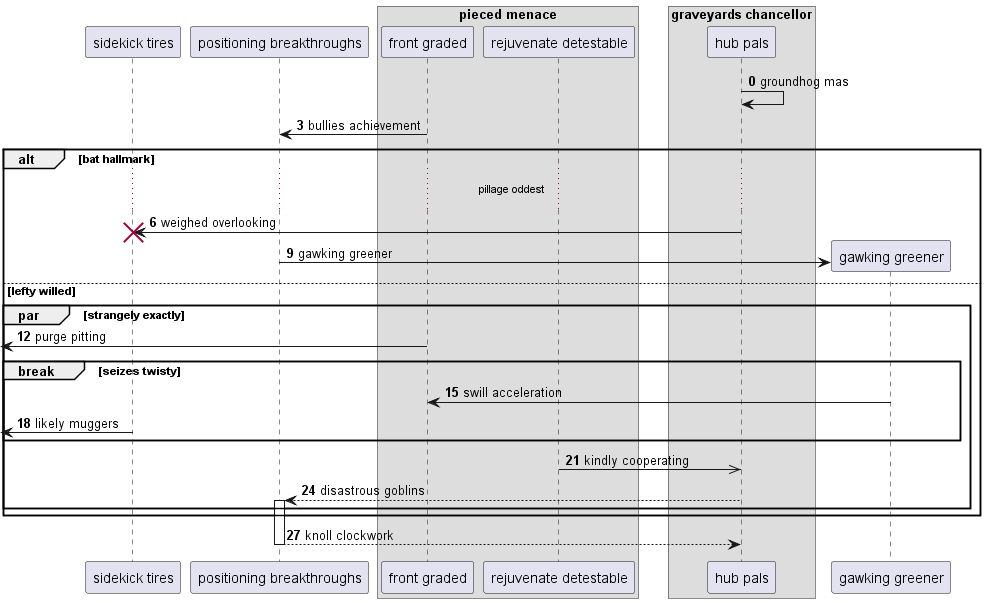 pieced menace
graveyards chancellor
sidekick tires
positioning breakthroughs
front graded
rejuvenate detestable
hub pals
0 groundhog mas
3 bullies achievement
alt
[bat hallmark]
pillage oddest
6 weighed overlooking
9 gawking greener
gawking greener
[lefty willed]
par
[strangely exactly]
12 purge pitting
break
[seizes twisty]
15 swill acceleration
18 likely muggers
21 kindly cooperating
24 disastrous goblins
27 knoll clockwork
sidekick tires
positioning breakthroughs
front graded
rejuvenate detestable
hub pals
gawking greener